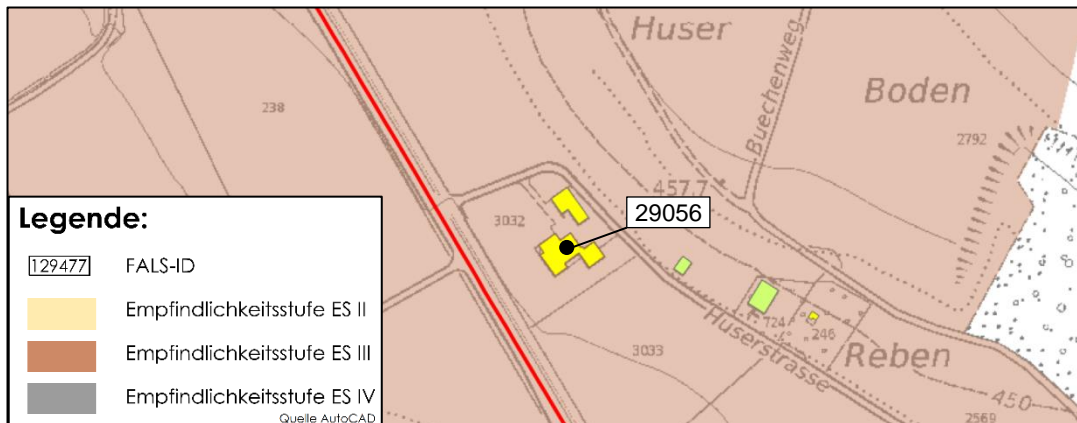 Huser
Boden
Buechenweg
238
2792
457.7
29056
3032
Legende:
129477 FALS-ID
Empfindlichkeitsstufe ES II
Empfindlichkeitsstufe ES III
Empfindlichkeitsstufe ES IV
Quelle AutoCAD
Huserstrasse
124
246
3033
Reben
450
2569